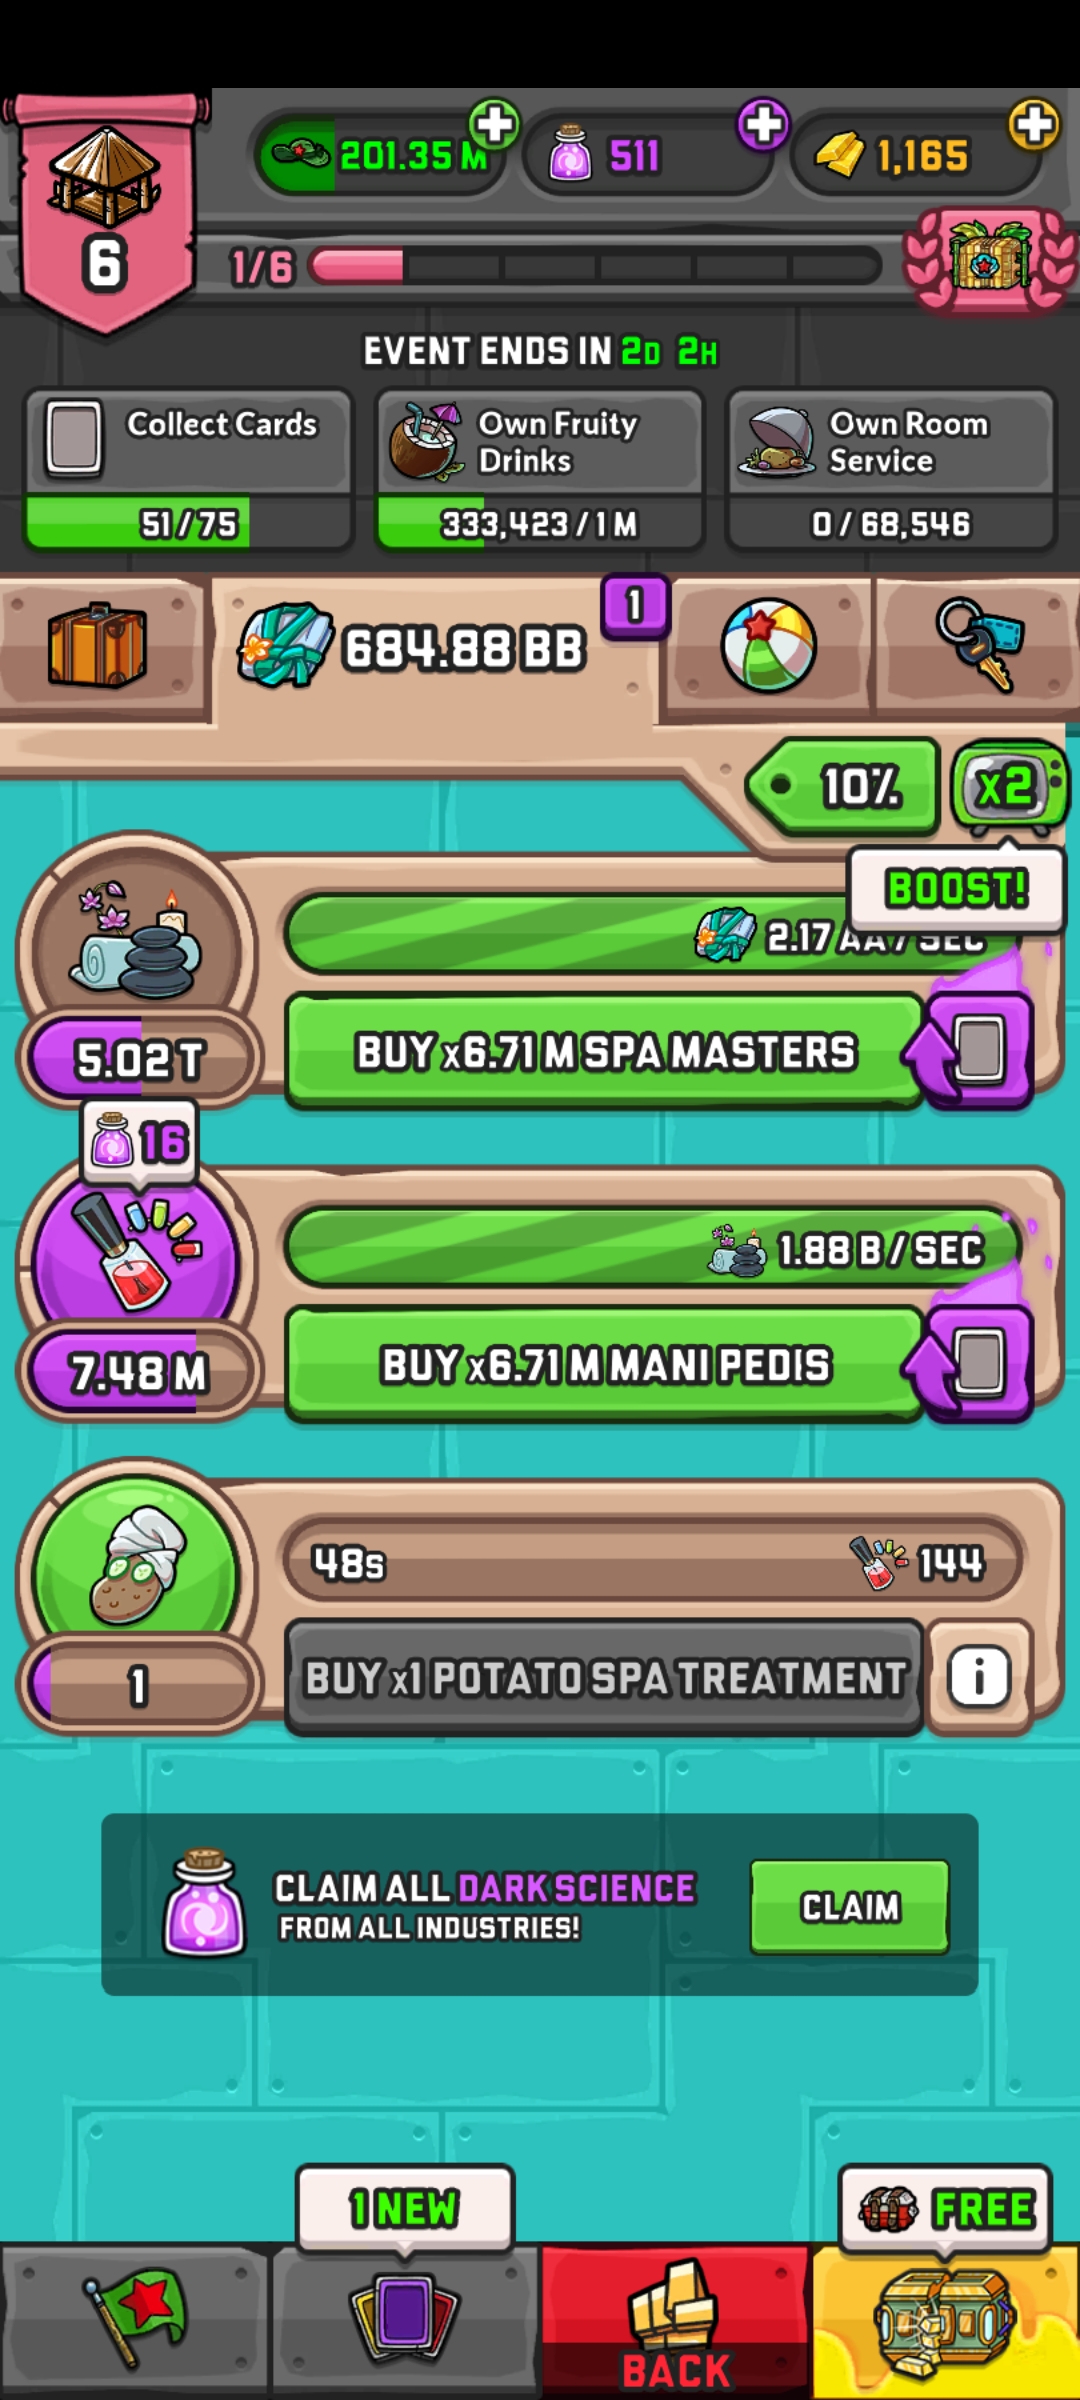 201.35 M
511
1,165
6
1/6
EVENT ENDS IN 2D 2H
Collect Cards
51/75
Own Fruity
Drinks
333,423/1M
Own Room
Service
0/68,546
684.88 BB
1
10%
x2
BOOST!
2.17 AA / SEC
5.02 T
BUY x6.71 M SPA MASTERS
16
1.88 B / SEC
7.48 M
BUY x6.71 M MANI PEDIS
48s
144
1
BUY x1 POTATO SPA TREATMENT
i
CLAIM ALL DARK SCIENCE
FROM ALL INDUSTRIES!
CLAIM
1 NEW
FREE
BACK